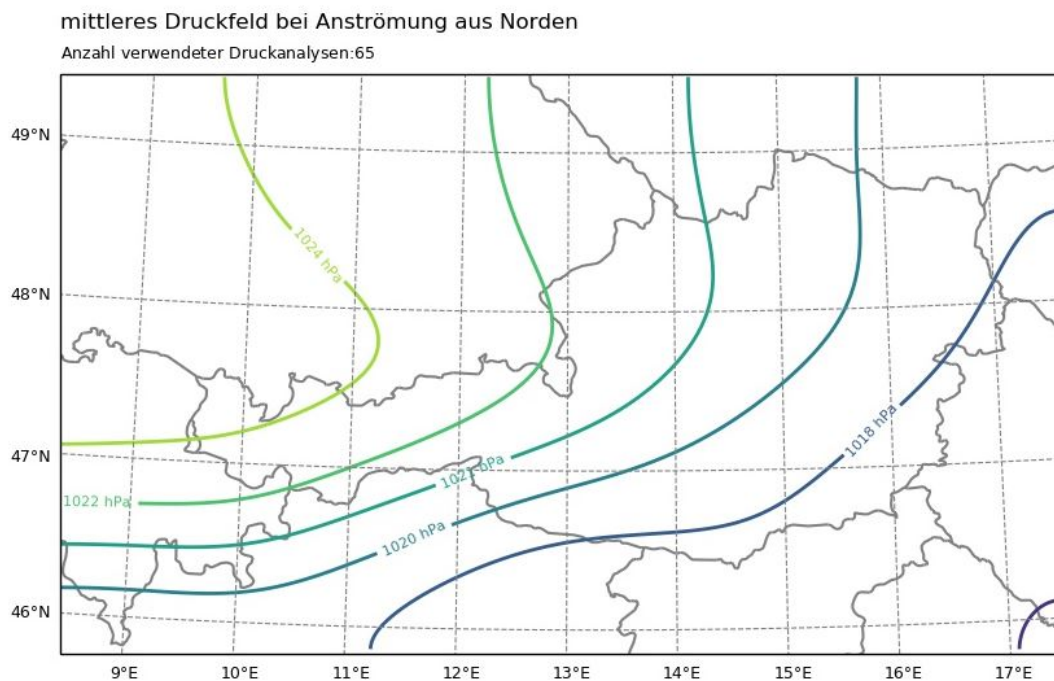 mittleres Druckfeld bei Anströmung aus Norden
Anzahl verwendeter Druckanalysen:65
49°N
1024 hPa
48°N
1018 hPa
47°N
1021 hPa
1022 hPa
1020 hPa
46°N
9°E 10°E 11°E 12°E 13°E 14°E 15°E 16°E 17°E